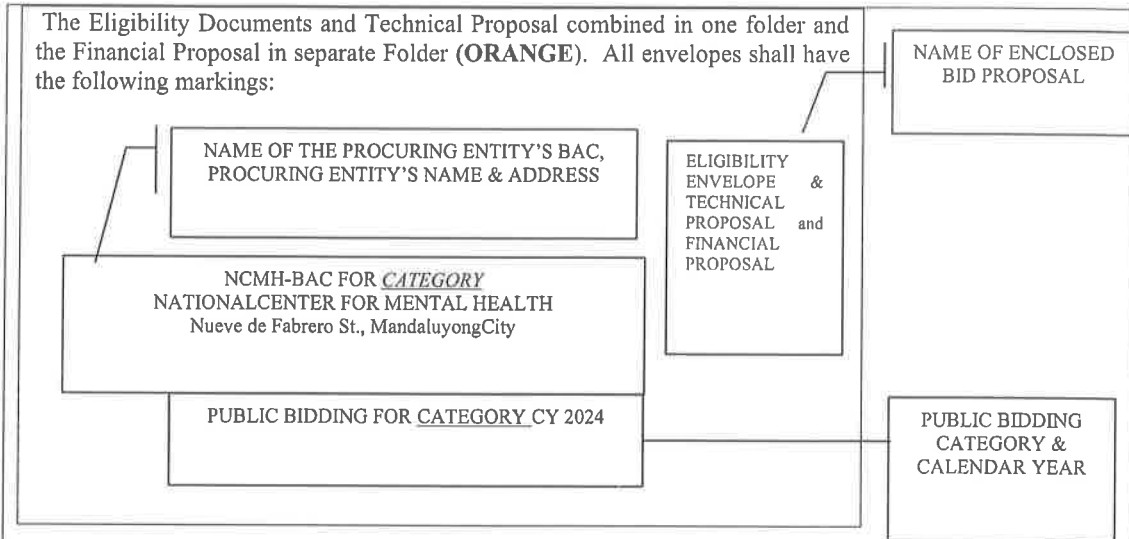 The Eligibility Documents and Technical Proposal combined in one folder and
the Financial Proposal in separate Folder (ORANGE). All envelopes shall have
the following markings:
NAME OF ENCLOSED
BID PROPOSAL
NAME OF THE PROCURING ENTITY'S BAC,
PROCURING ENTITY'S NAME & ADDRESS
ELIGIBILITY
ENVELOPE &
TECHNICAL
PROPOSAL and
FINANCIAL
PROPOSAL
NCMH-BAC FOR CATEGORY
NATIONALCENTER FOR MENTAL HEALTH
Nueve de Fabrero St., MandaluyongCity
PUBLIC BIDDING FOR CATEGORY CY 2024
PUBLIC BIDDING
CATEGORY &
CALENDAR YEAR